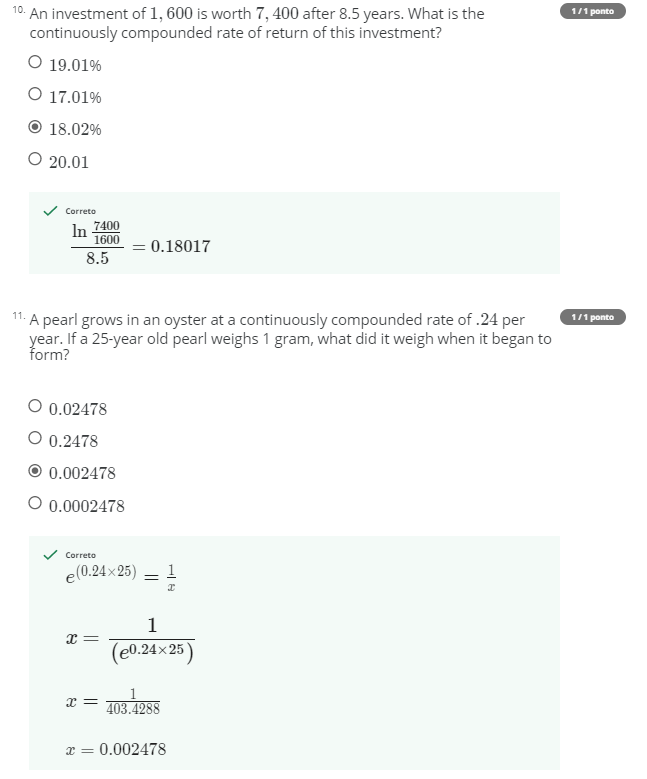 10. An investment of 1, 600 is worth 7, 400 after 8.5 years. What is the
continuously compounded rate of return of this investment?
1 / 1 ponto
19.01%
17.01%
18.02%
20.01
Correto
ln 7400/1600 / 8.5 = 0.18017
11. A pearl grows in an oyster at a continuously compounded rate of .24 per
year. If a 25-year old pearl weighs 1 gram, what did it weigh when it began to
form?
1 / 1 ponto
0.02478
0.2478
0.002478
0.0002478
Correto
e^(0.24×25) = 1/x
x = 1/(e^0.24×25)
x = 1/403.4288
x = 0.002478